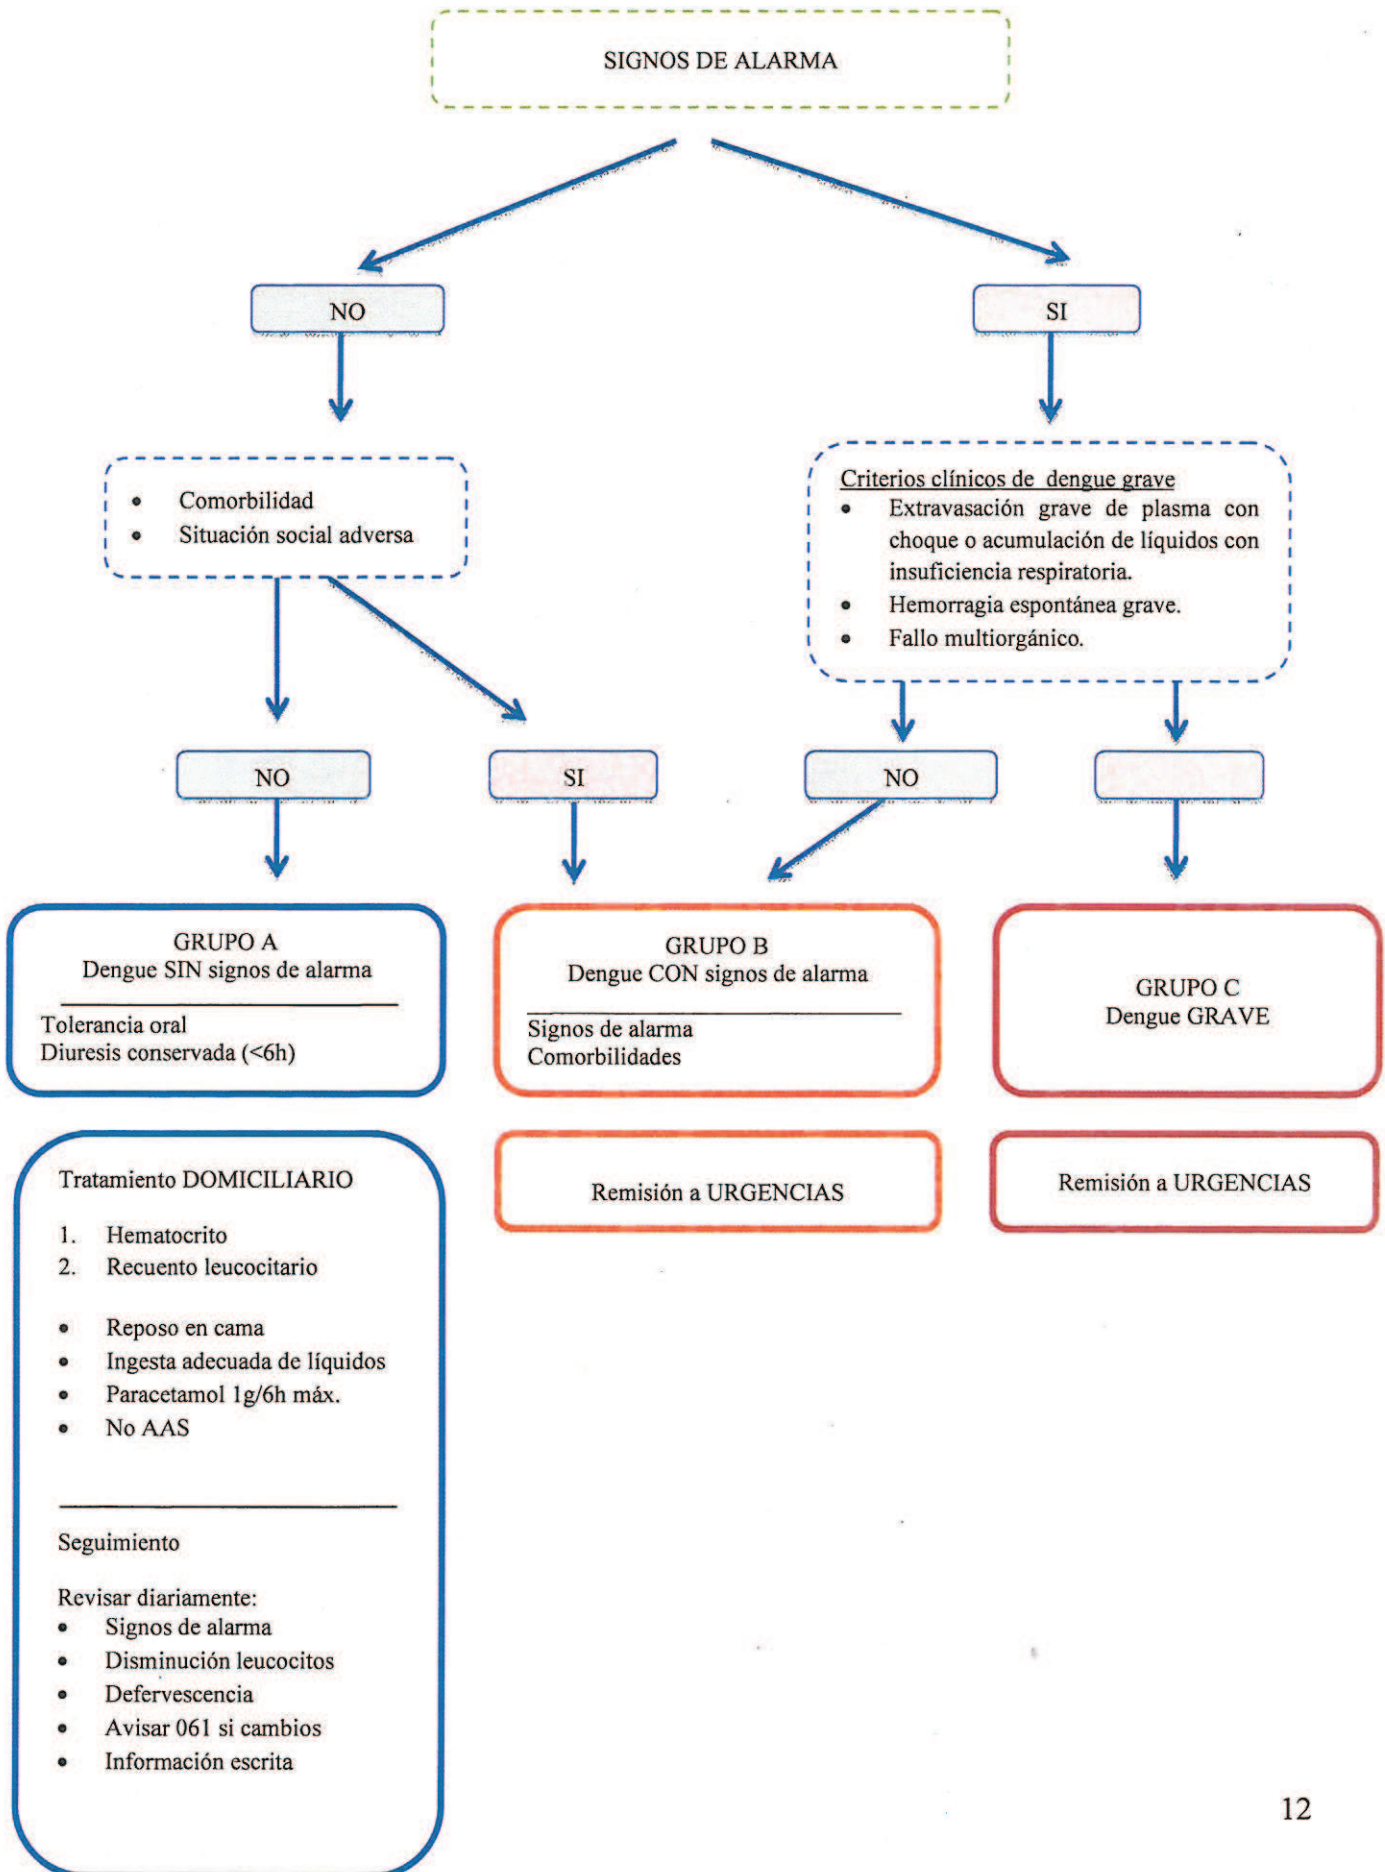 SIGNOS DE ALARMA
NO
SI
• Comorbilidad
• Situación social adversa
Criterios clínicos de dengue grave
• Extravasación grave de plasma con
choque o acumulación de líquidos con
insuficiencia respiratoria.
• Hemorragia espontánea grave.
• Fallo multiorgánico.
NO
SI
NO
GRUPO A
Dengue SIN signos de alarma
Tolerancia oral
Diuresis conservada (<6h)
GRUPO B
Dengue CON signos de alarma
Signos de alarma
Comorbilidades
GRUPO C
Dengue GRAVE
Tratamiento DOMICILIARIO
1. Hematocrito
2. Recuento leucocitario
• Reposo en cama
• Ingesta adecuada de líquidos
• Paracetamol 1g/6h máx.
• No AAS
Seguimiento
Revisar diariamente:
• Signos de alarma
• Disminución leucocitos
• Defervescencia
• Avisar 061 si cambios
• Información escrita
Remisión a URGENCIAS
Remisión a URGENCIAS
12